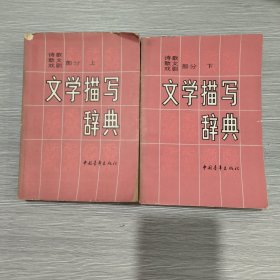 诗歌
散文
戏剧 部分 上
文学描写
辞典
中国青年出版社
诗歌
散文
戏剧 部分 下
文学描写
辞典
中国青年出版社